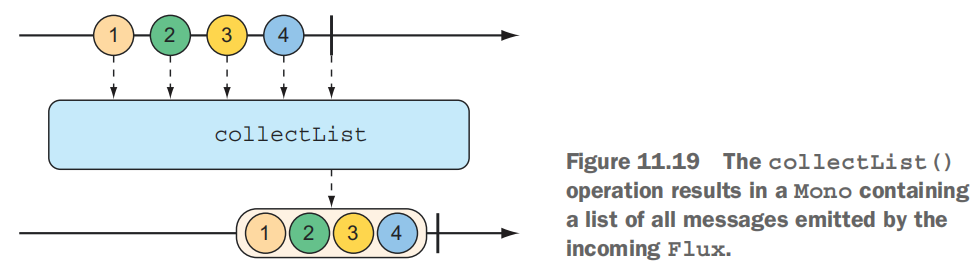 1 2 3 4
collectList
1 2 3 4
Figure 11.19 The collectList()
operation results in a Mono containing
a list of all messages emitted by the
incoming Flux.